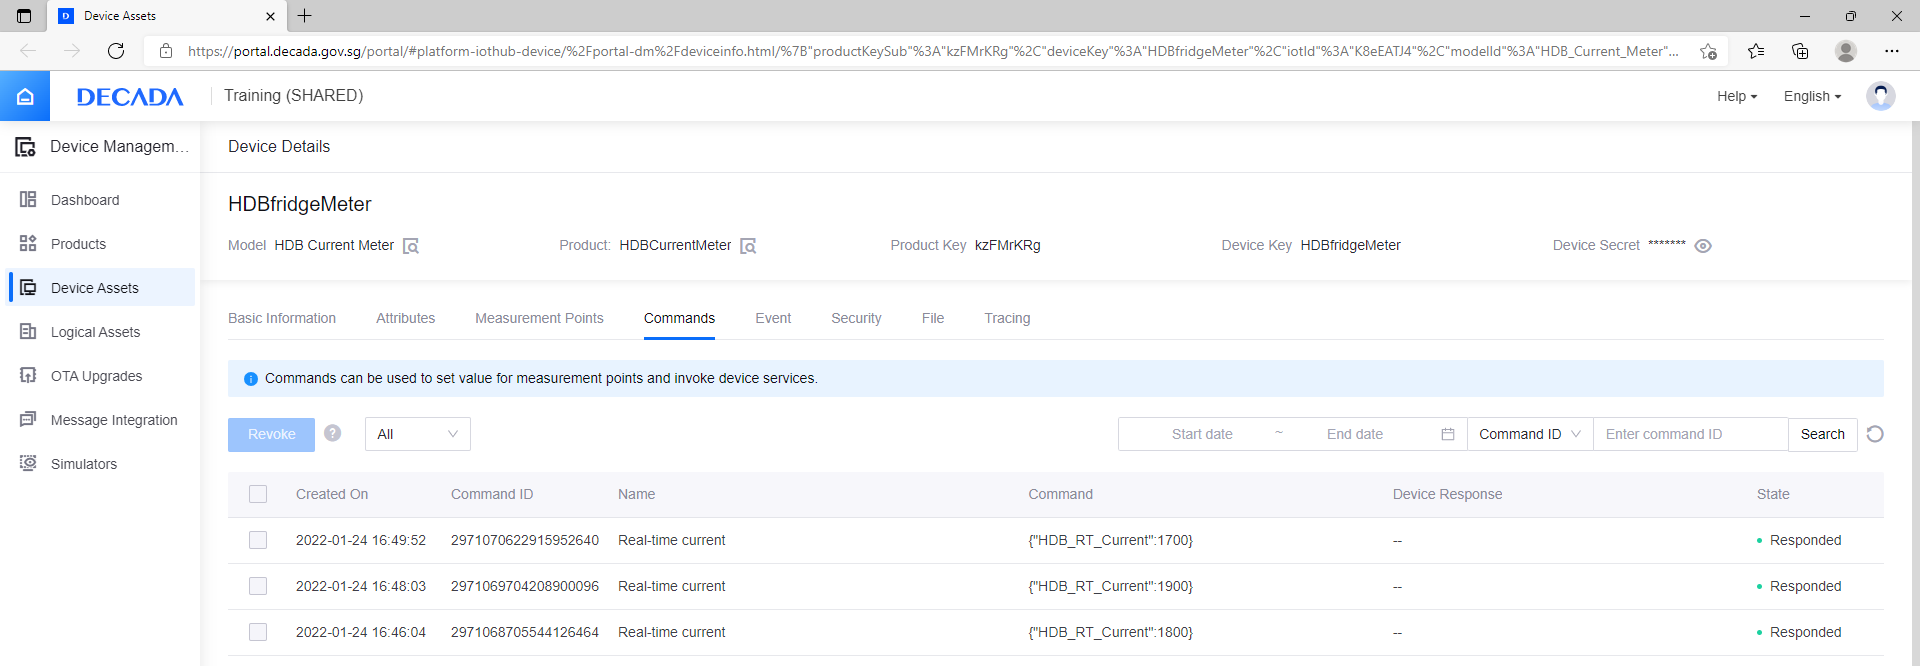 Device Assets
https://portal.decada.gov.sg/portal/#platform-iothub-device/%2Fportal-dm%2Fdeviceinfo.html/%7B"productKeySub"%3A"kzFMrKRg"%2C"deviceKey"%3A"HDBfridgeMeter"%2C"iotId"%3A"K8eEATJ4"%2C"modelId"%3A"HDB_Current_Meter"...
DECADA Training (SHARED) Help English
Device Managem... Device Details
Dashboard
Products
Device Assets
Logical Assets
OTA Upgrades
Message Integration
Simulators
HDBfridgeMeter
Model HDB Current Meter Product: HDBCurrentMeter Product Key kzFMrKRg Device Key HDBfridgeMeter Device Secret *******
Basic Information Attributes Measurement Points Commands Event Security File Tracing
Commands can be used to set value for measurement points and invoke device services.
Revoke ? All Start date ~ End date Command ID Enter command ID Search
Created On Command ID Name Command Device Response State
2022-01-24 16:49:52 2971070622915952640 Real-time current {"HDB_RT_Current":1700} -- Responded
2022-01-24 16:48:03 2971069704208900096 Real-time current {"HDB_RT_Current":1900} -- Responded
2022-01-24 16:46:04 2971068705544126464 Real-time current {"HDB_RT_Current":1800} -- Responded